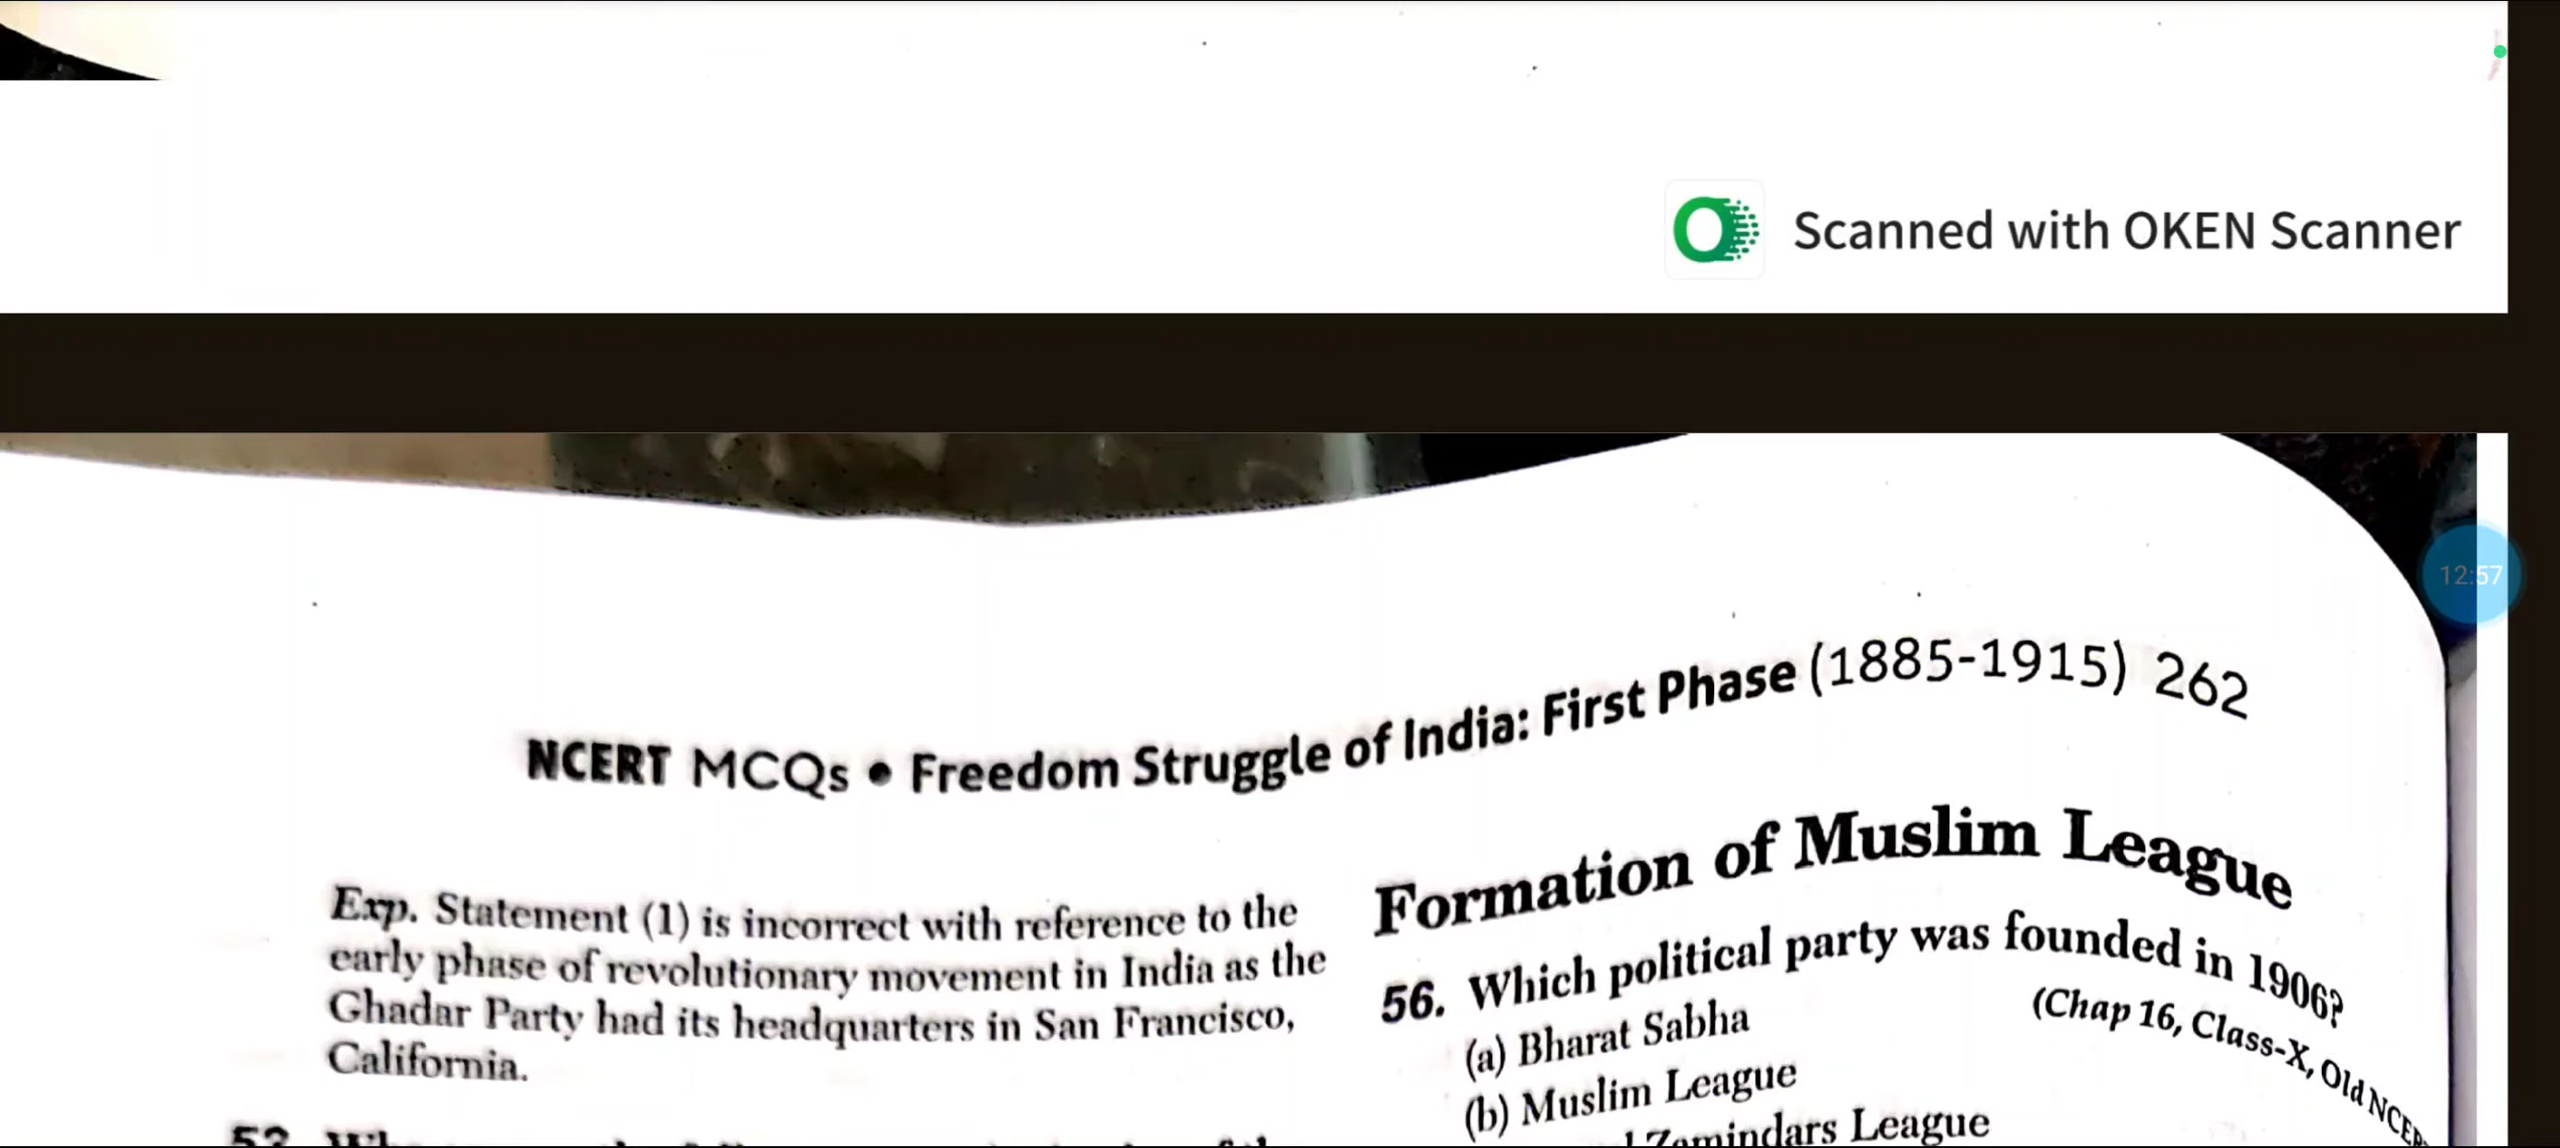 Scanned with OKEN Scanner
12:57
NCERT MCQs • Freedom Struggle of India: First Phase (1885-1915) 262
Exp. Statement (1) is incorrect with reference to the
early phase of revolutionary movement in India as the
Ghadar Party had its headquarters in San Francisco,
California.
Formation of Muslim League
56. Which political party was founded in 1906?
(Chap 16, Class-X, Old NCER
(a) Bharat Sabha
(b) Muslim League
Zamindars League